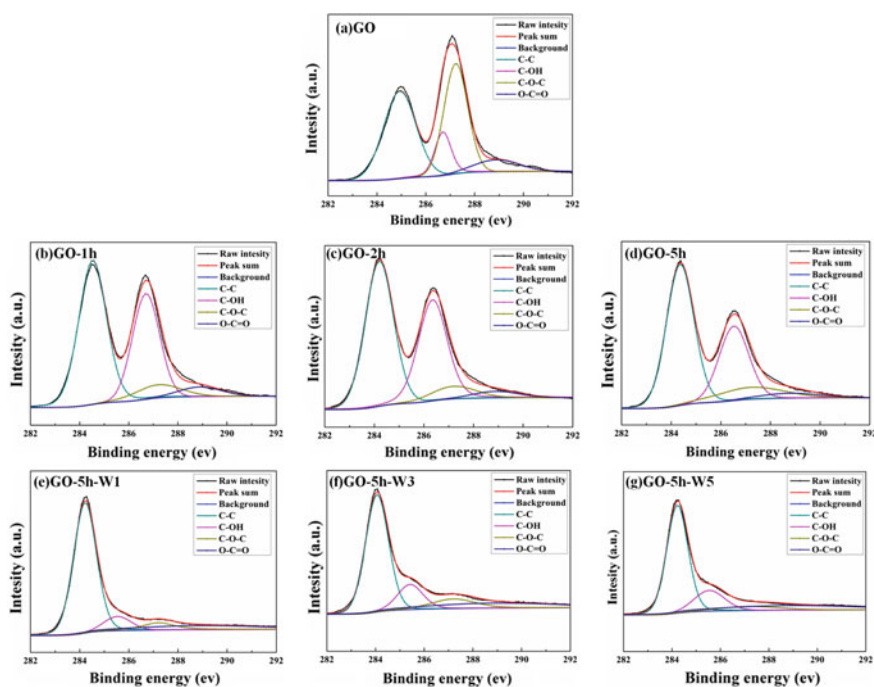 (a)GO
Raw intesity
Peak sum
Background
C-C
C-OH
C-O-C
O-C=O
Intesity (a.u.)
282 284 286 288 290 292
Binding energy (ev)
(b)GO-1h
Raw intesity
Peak sum
Background
C-C
C-OH
C-O-C
O-C=O
Intesity (a.u.)
282 284 286 288 290 292
Binding energy (ev)
(c)GO-2h
Raw intesity
Peak sum
Background
C-C
C-OH
C-O-C
O-C=O
Intesity (a.u.)
282 284 286 288 290 292
Binding energy (ev)
(d)GO-5h
Raw intesity
Peak sum
Background
C-C
C-OH
C-O-C
O-C=O
Intesity (a.u.)
282 284 286 288 290 292
Binding energy (ev)
(e)GO-5h-W1
Raw intesity
Peak sum
Background
C-C
C-OH
C-O-C
O-C=O
Intesity (a.u.)
282 284 286 288 290 292
Binding energy (ev)
(f)GO-5h-W3
Raw intesity
Peak sum
Background
C-C
C-OH
C-O-C
O-C=O
Intesity (a.u.)
282 284 286 288 290 292
Binding energy (ev)
(g)GO-5h-W5
Raw intesity
Peak sum
Background
C-C
C-OH
C-O-C
O-C=O
Intesity (a.u.)
282 284 286 288 290 292
Binding energy (ev)